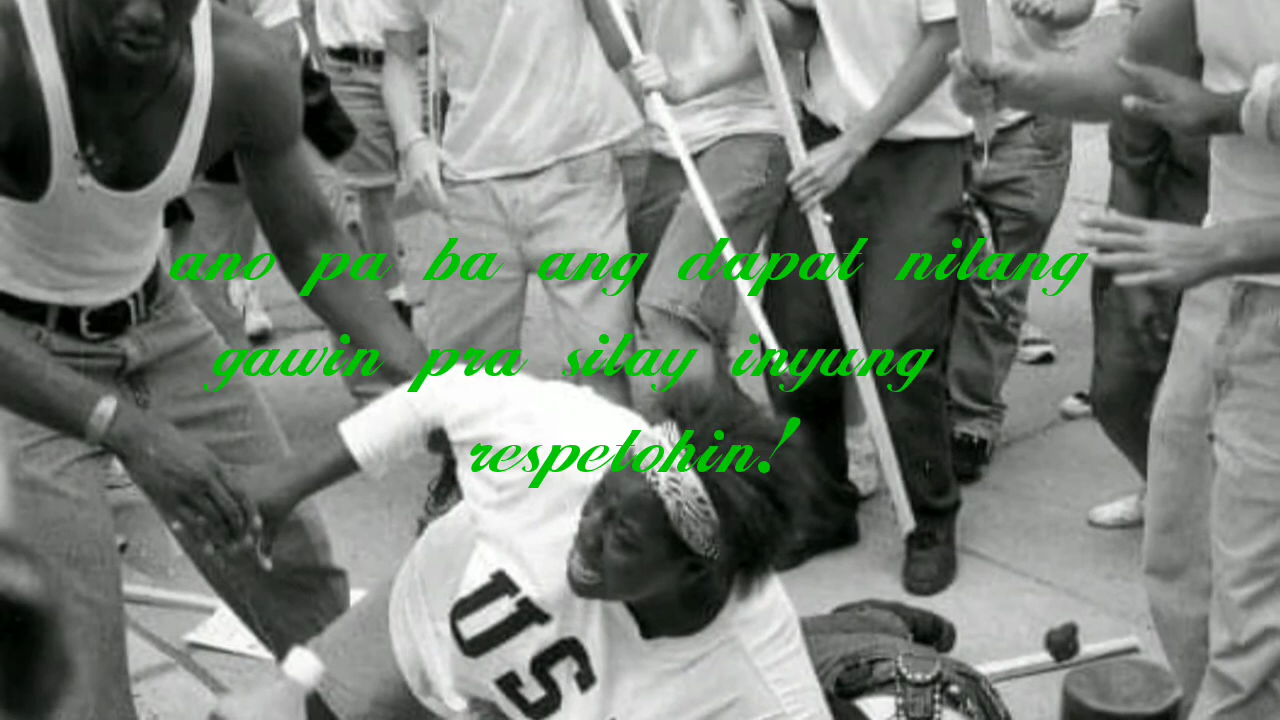 ano pa ba ang dapat nilang
gawin pra silay inyung
respetohin!
US